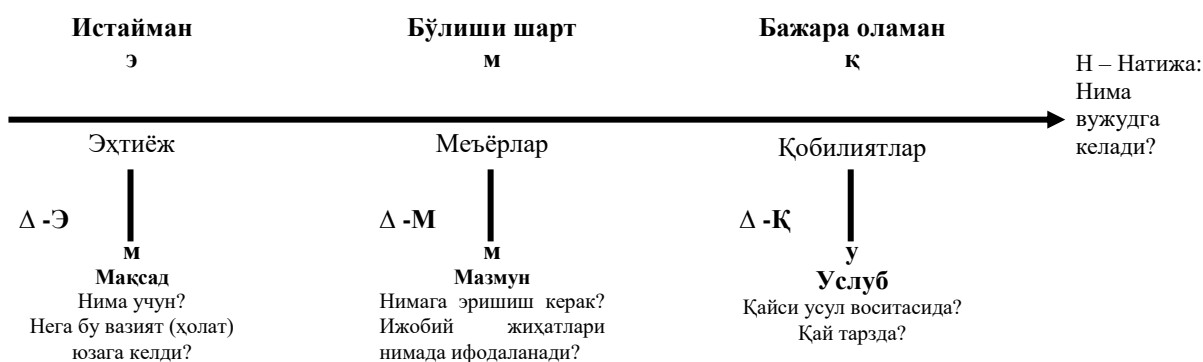 Истайман
э
Бўлиши шарт
м
Бажара оламан
қ
Н – Натижа:
Нима
вужудга
келади?
Эҳтиёж
Меъёрлар
Қобилиятлар
Δ -Э
Δ -М
Δ -Қ
м
Мақсад
Нима учун?
Нега бу вазият (ҳолат)
юзага келди?
м
Мазмун
Нимага эришиш керак?
Ижобий жиҳатлари
нимада ифодаланади?
у
Услуб
Қайси усул воситасида?
Қай тарзда?